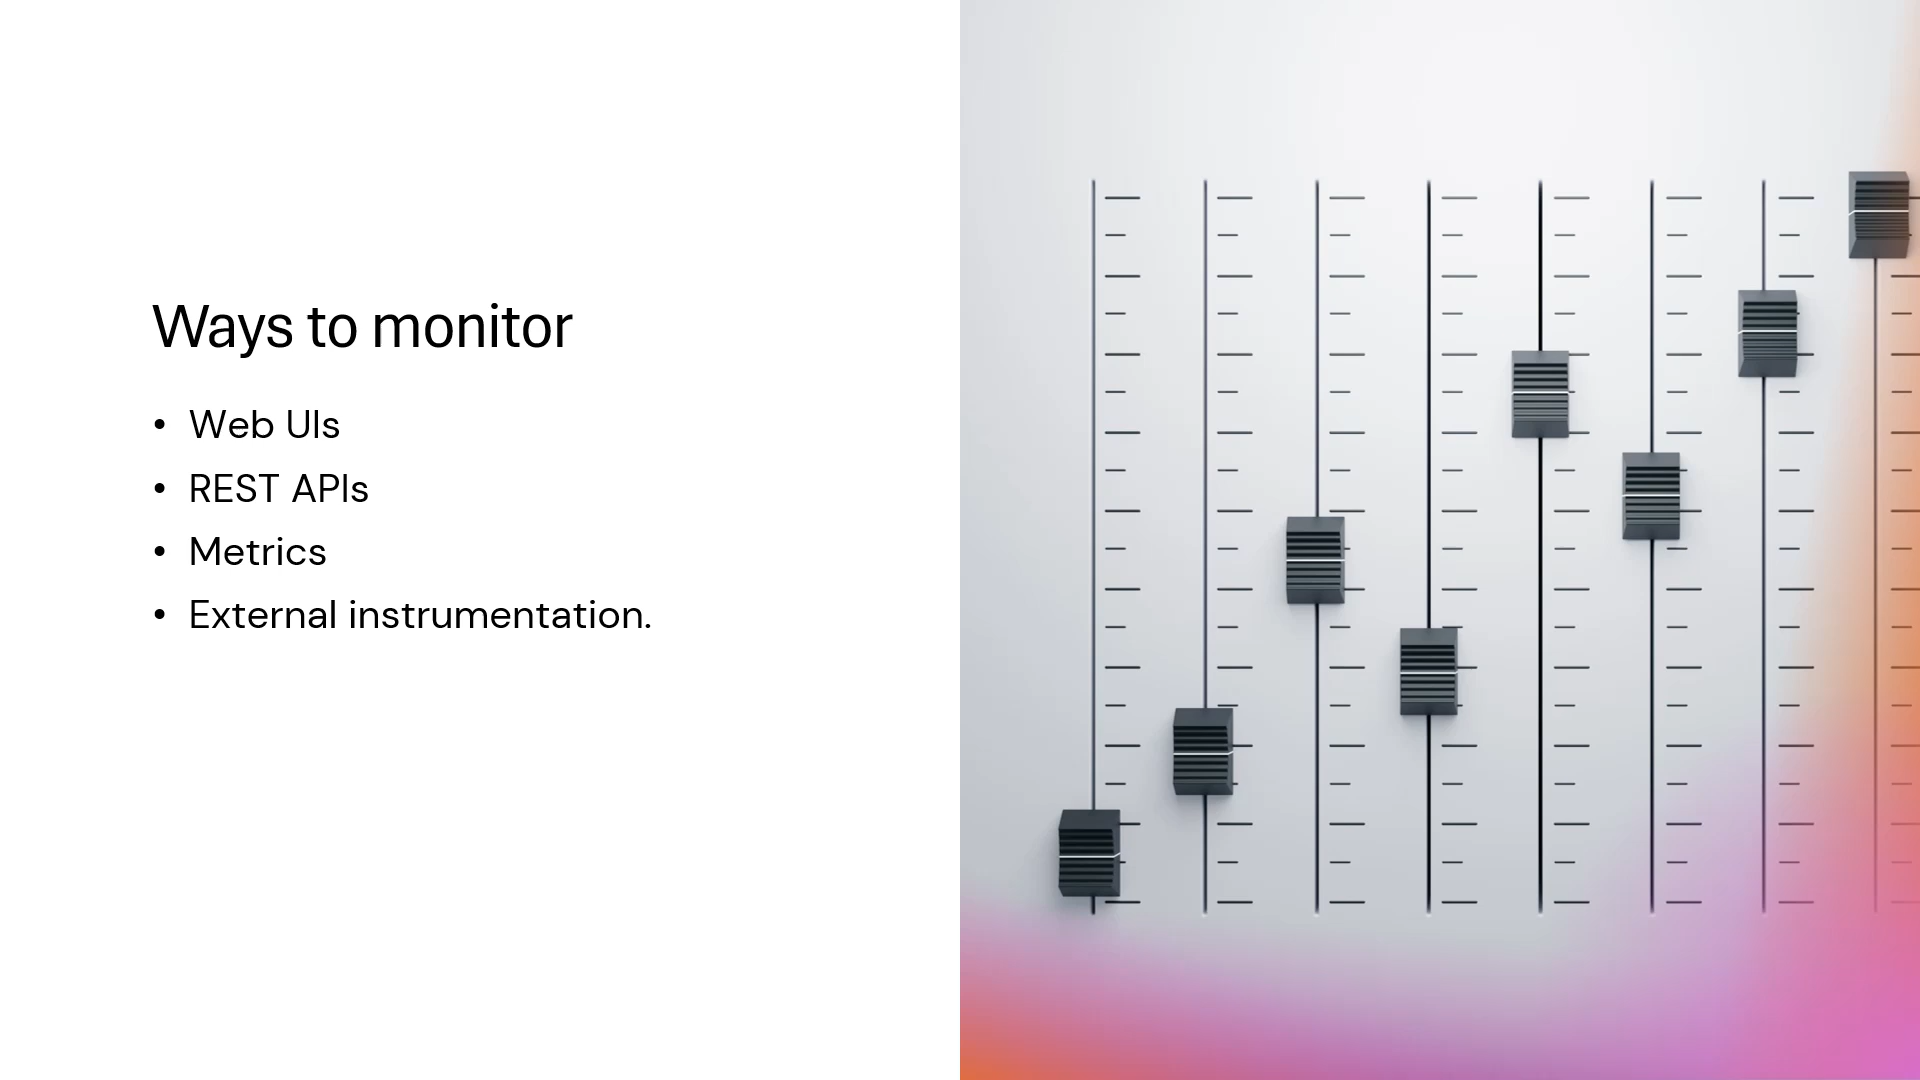 Ways to monitor
• Web UIs
• REST APIs
• Metrics
• External instrumentation.